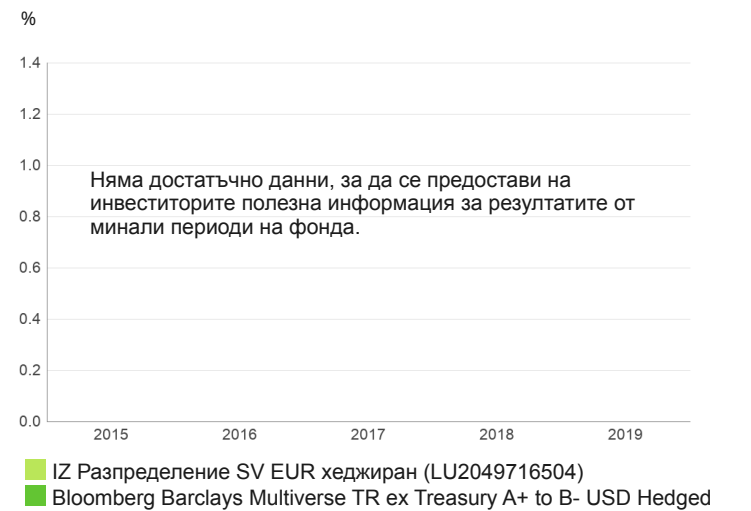 %
1.4
1.2
1.0
Няма достатъчно данни, за да се предостави на
инвеститорите полезна информация за резултатите от
0.8
минали периоди на фонда.
0.6
0.4
0.2
0.0
2015 2016 2017 2018 2019
IZ Разпределение SV EUR хеджиран (LU2049716504)
Bloomberg Barclays Multiverse TR ex Treasury A+ to B- USD Hedged